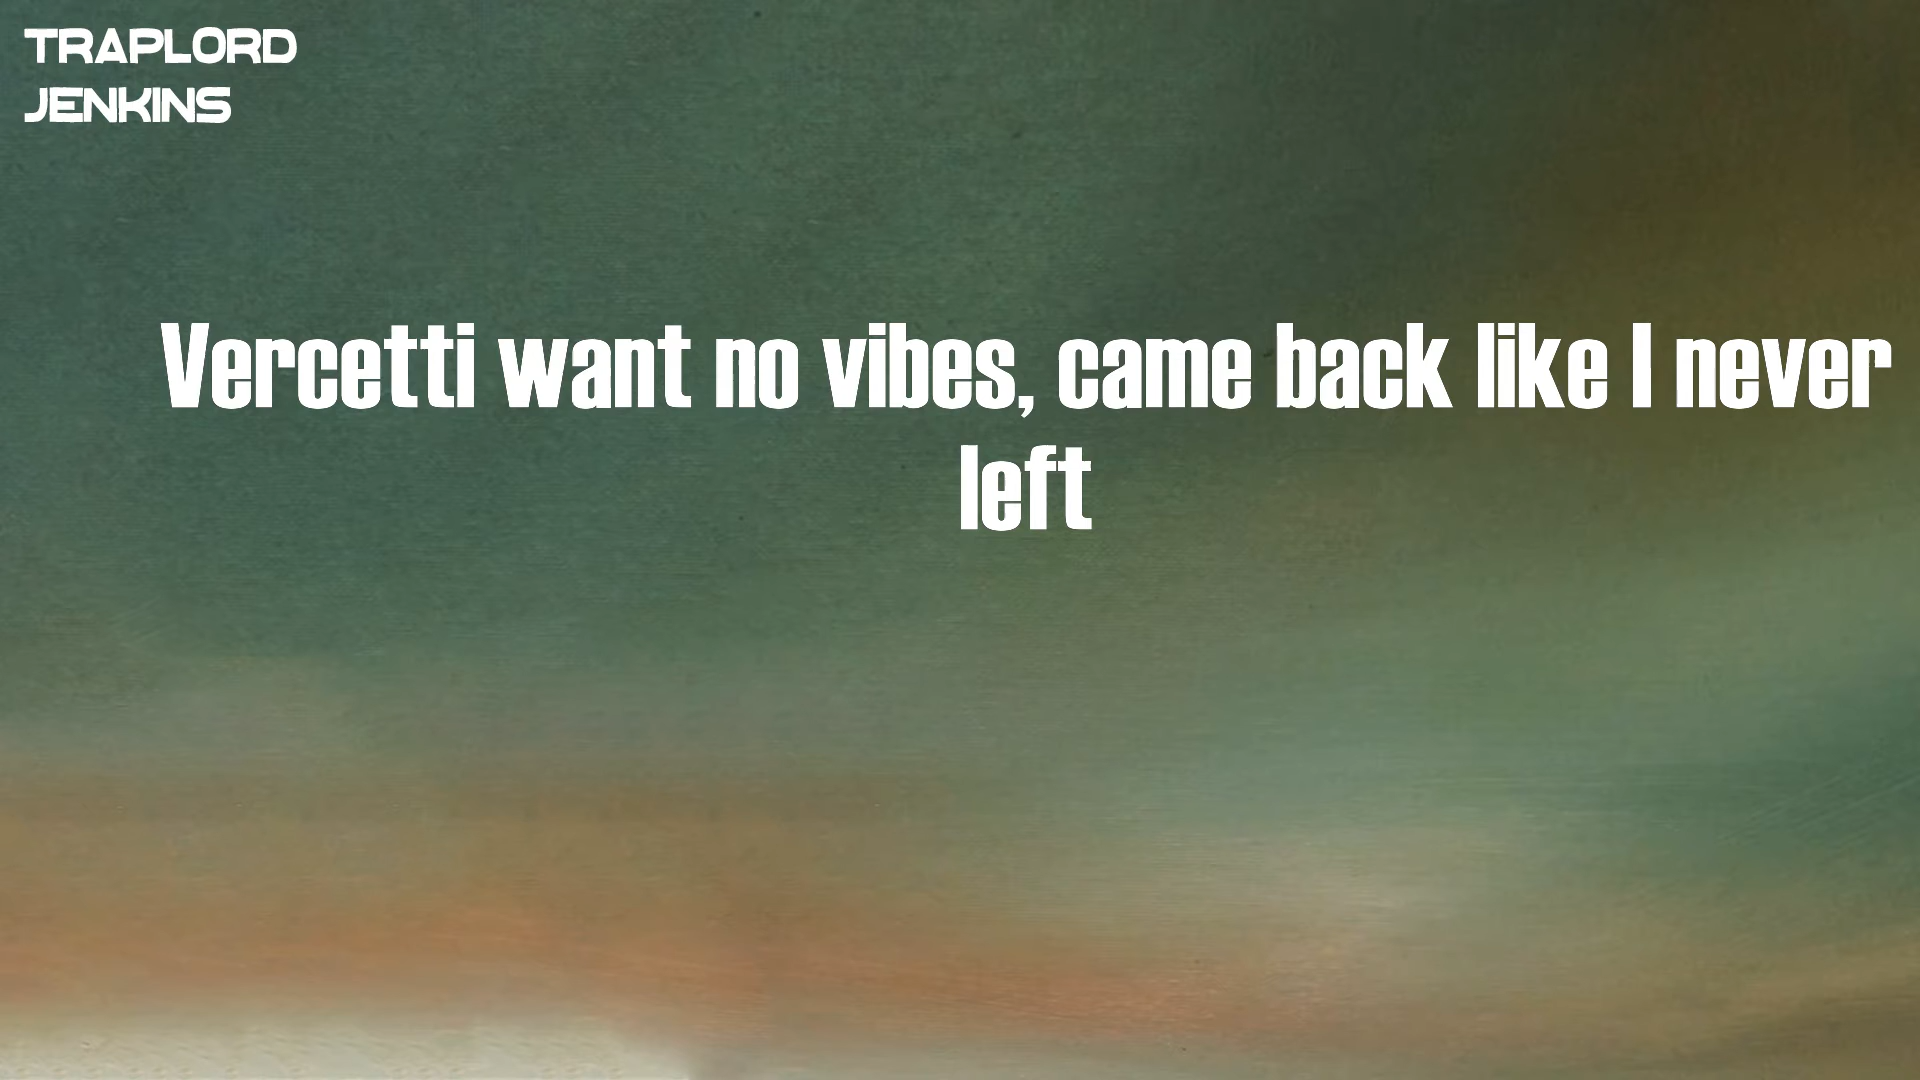 TRAPLORD
JENKINS
Vercetti want no vibes, came back like I never
left